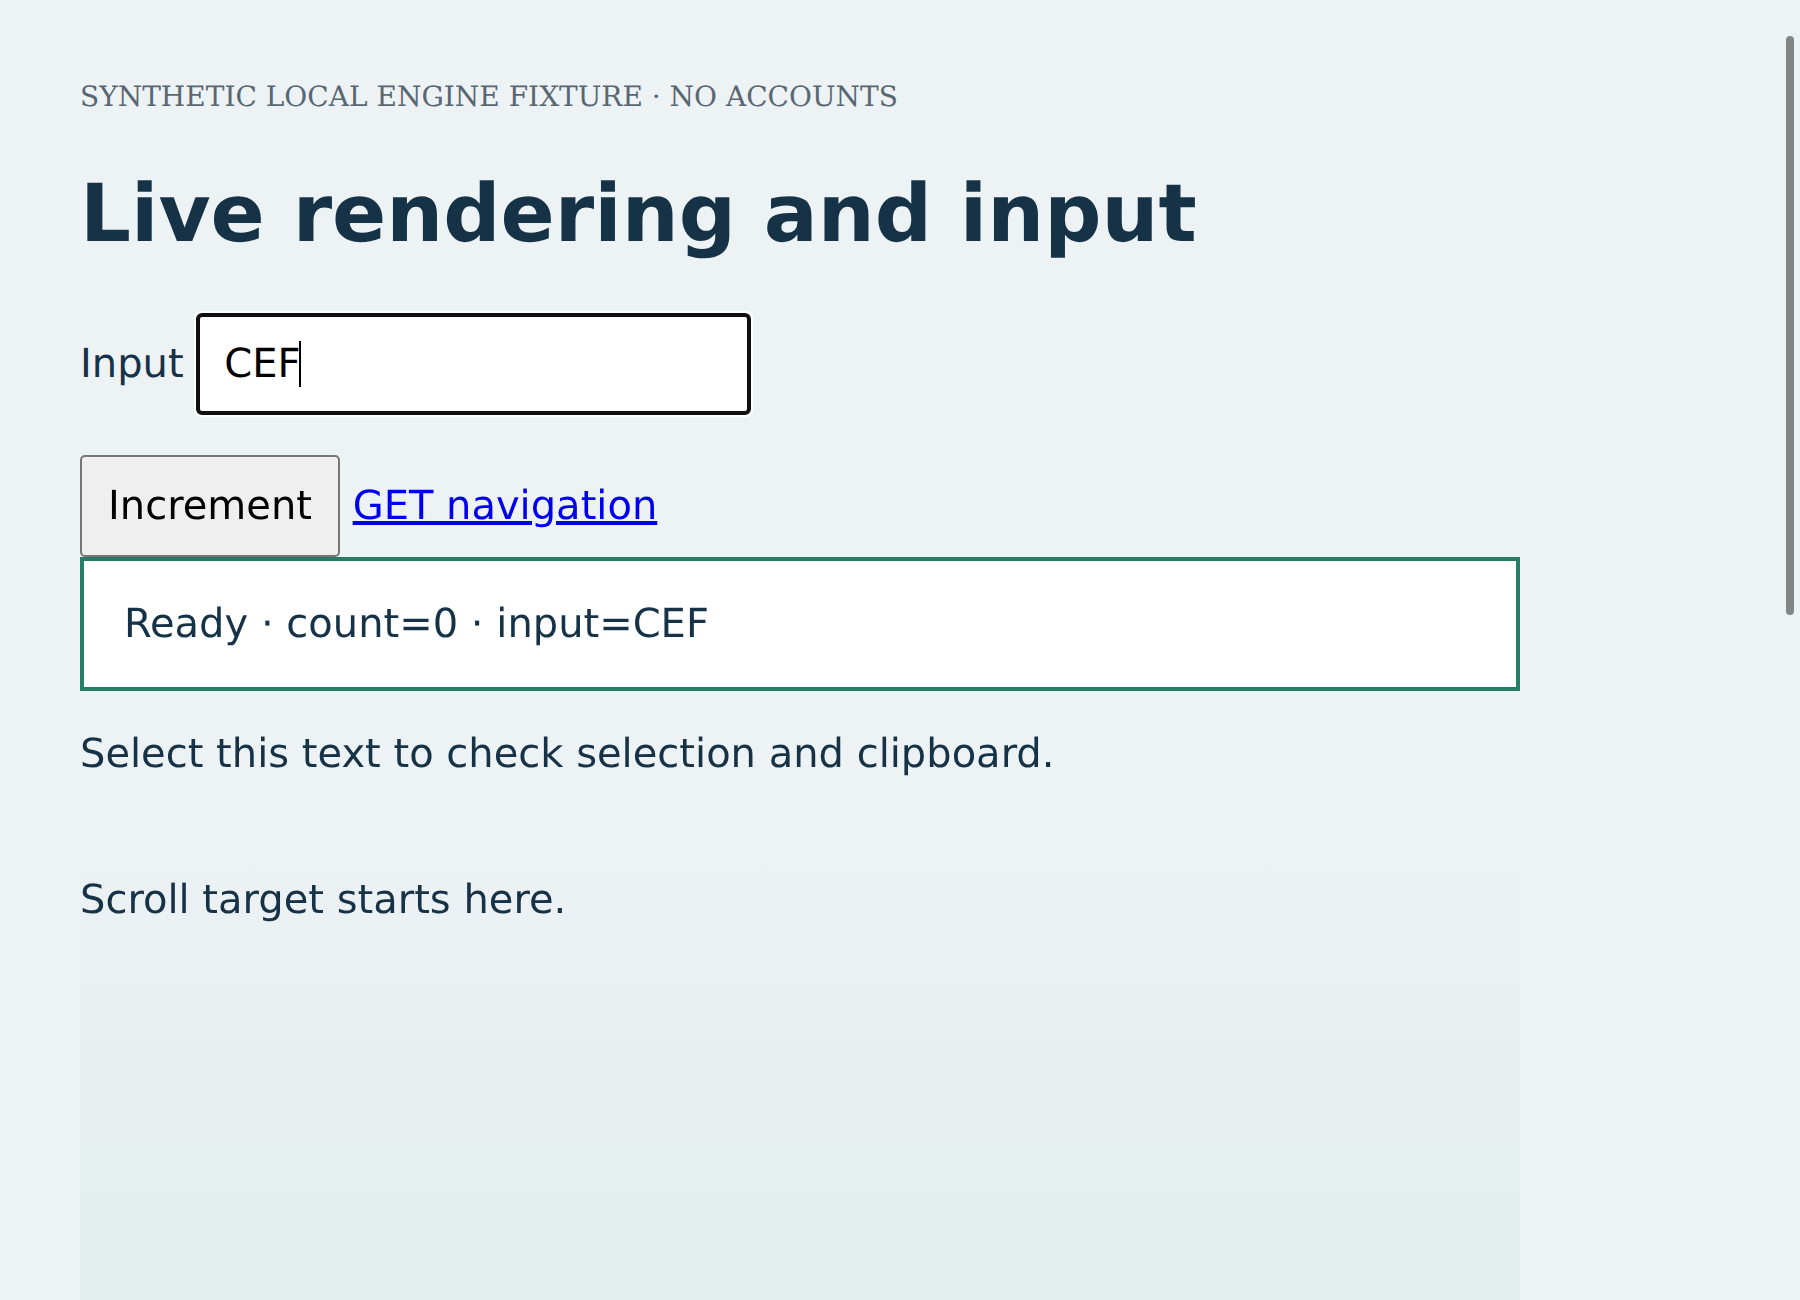 SYNTHETIC LOCAL ENGINE FIXTURE · NO ACCOUNTS
Live rendering and input
Input CEF
Increment GET navigation
Ready · count=0 · input=CEF
Select this text to check selection and clipboard.
Scroll target starts here.